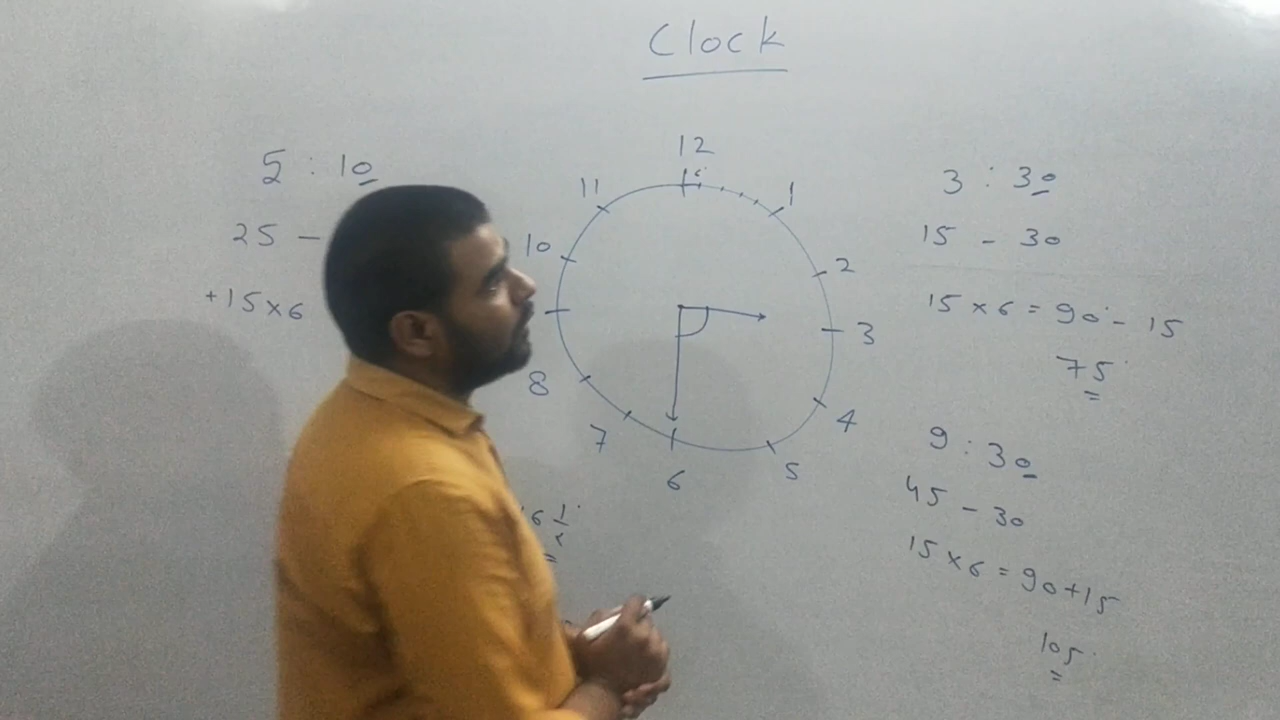 Clock
5 : 10
25 –
+15×6
12
11
1
10
2
3
8
4
7
5
6
3 : 30
15 - 30
15 × 6 = 90° - 15
75°
9 : 30
45 - 30
15 × 6 = 90 + 15
105°